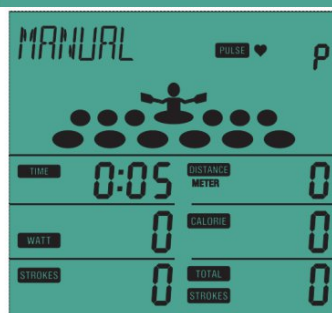 MANUAL PULSE P
TIME 0:05 DISTANCE METER 0
WATT 0 CALORIE 0
STROKES 0 TOTAL STROKES 0